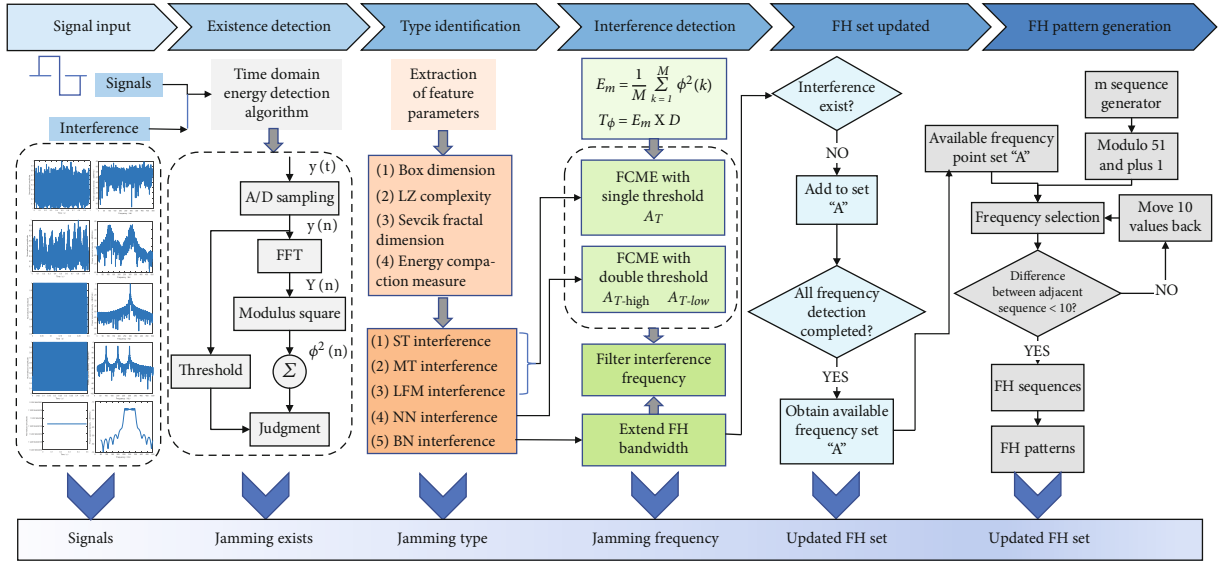 Signal input
Existence detection
Type identification
Interference detection
FH set updated
FH pattern generation
Signals
Interference
Time domain
energy detection
algorithm
y (t)
A/D sampling
y (n)
FFT
Y (n)
Modulus square
ϕ² (n)
Threshold
Σ
Judgment
Extraction
of feature
parameters
(1) Box dimension
(2) LZ complexity
(3) Sevcik fractal
dimension
(4) Energy compa-
ction measure
(1) ST interference
(2) MT interference
(3) LFM interference
(4) NN interference
(5) BN interference
E_m = 1/M Σ_{k = 1}^{M} ϕ² (k)
T_ϕ = E_m X D
FCME with
single threshold
A_T
FCME with
double threshold
A_{T-high} A_{T-low}
Filter interference
frequency
Extend FH
bandwidth
Interference
exist?
NO
Add to set
“A”
All frequency
detection
completed?
YES
Obtain available
frequency set
“A”
Available frequency
point set “A”
m sequence
generator
Modulo 51
and plus 1
Frequency selection
Move 10
values back
Difference
between adjacent
sequence < 10?
NO
YES
FH sequences
FH patterns
Signals
Jamming exists
Jamming type
Jamming frequency
Updated FH set
Updated FH set